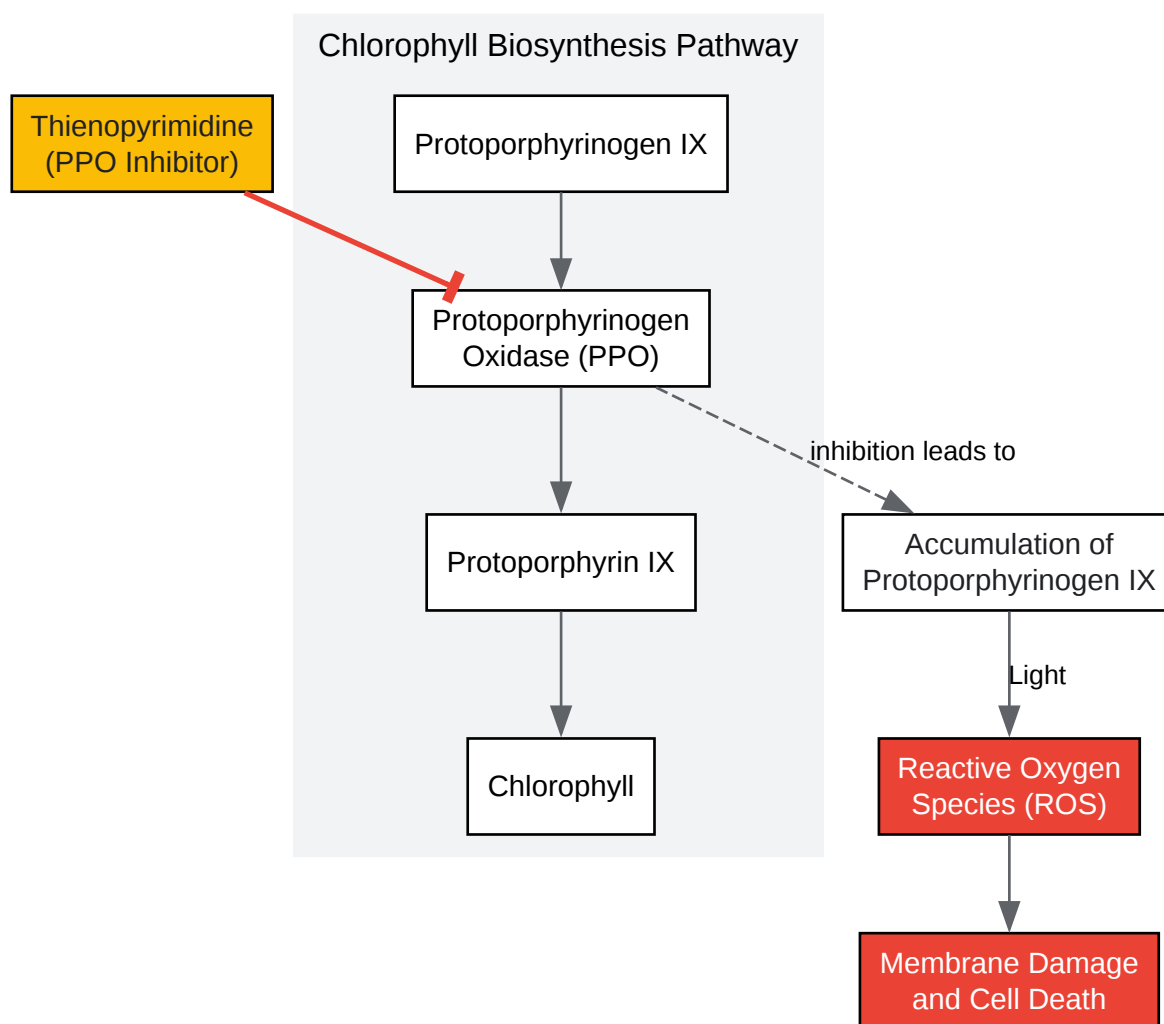 Chlorophyll Biosynthesis Pathway
Thienopyrimidine
(PPO Inhibitor)
Protoporphyrinogen IX
Protoporphyrinogen
Oxidase (PPO)
inhibition leads to
Protoporphyrin IX
Accumulation of
Protoporphyrinogen IX
Light
Chlorophyll
Reactive Oxygen
Species (ROS)
Membrane Damage
and Cell Death